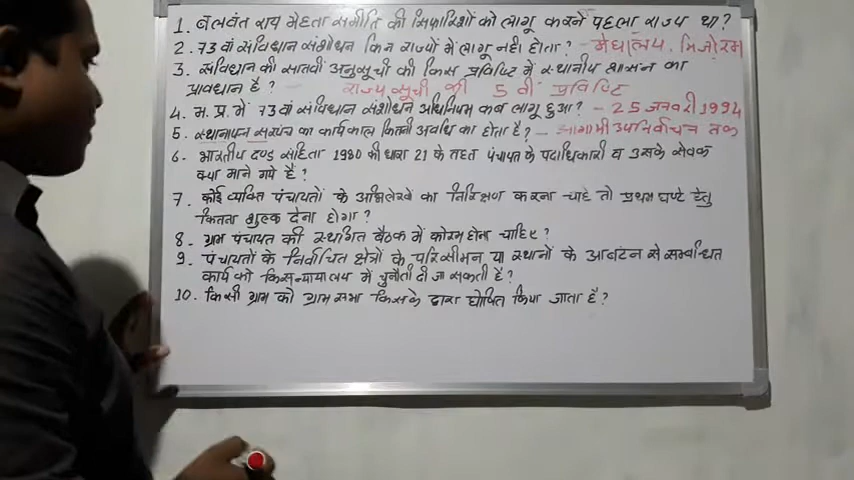 1. बलवंत राय मेहता समीति की सिफारिशों को लागू करने पहला राज्य था?
2. 73 वां संविधान संशोधन किन राज्यों में लागू नहीं होता? - मेघालय, मिजोरम
3. संविधान की सातवीं अनुसूची की किस प्रविष्टि में स्थानीय शासन का
प्रावधान है? - राज्य सूची की 5 वीं प्रविष्टि
4. म.प्र. में 73वां संविधान संशोधन अधिनियम कब लागू हुआ? - 25 जनवरी 1994
5. स्थानापन्न सरपंच का कार्यकाल कितनी अवधि का होता है? - आगामी उपनिर्वाचन तक
6. भारतीय दण्ड संहिता 1980 की धारा 21 के तहत पंचायत के पदाधिकारी व उसके सेवक
क्या माने गये है?
7. कोई व्यक्ति पंचायतों के अभिलेखों का निरिक्षण करना चाहे तो प्रथम घण्टे हेतु
कितना शुल्क देना होगा?
8. ग्राम पंचायत की स्थगित बैठक में कोरम होना चाहिए?
9. पंचायतों के निर्वाचित क्षेत्रों के परिसीमन या स्थानों के आबंटन से सम्बन्धित
कार्य को किस न्यायालय में चुनौती दी जा सकती है?
10. किसी ग्राम को ग्रामसभा किसके द्वारा घोषित किया जाता है?